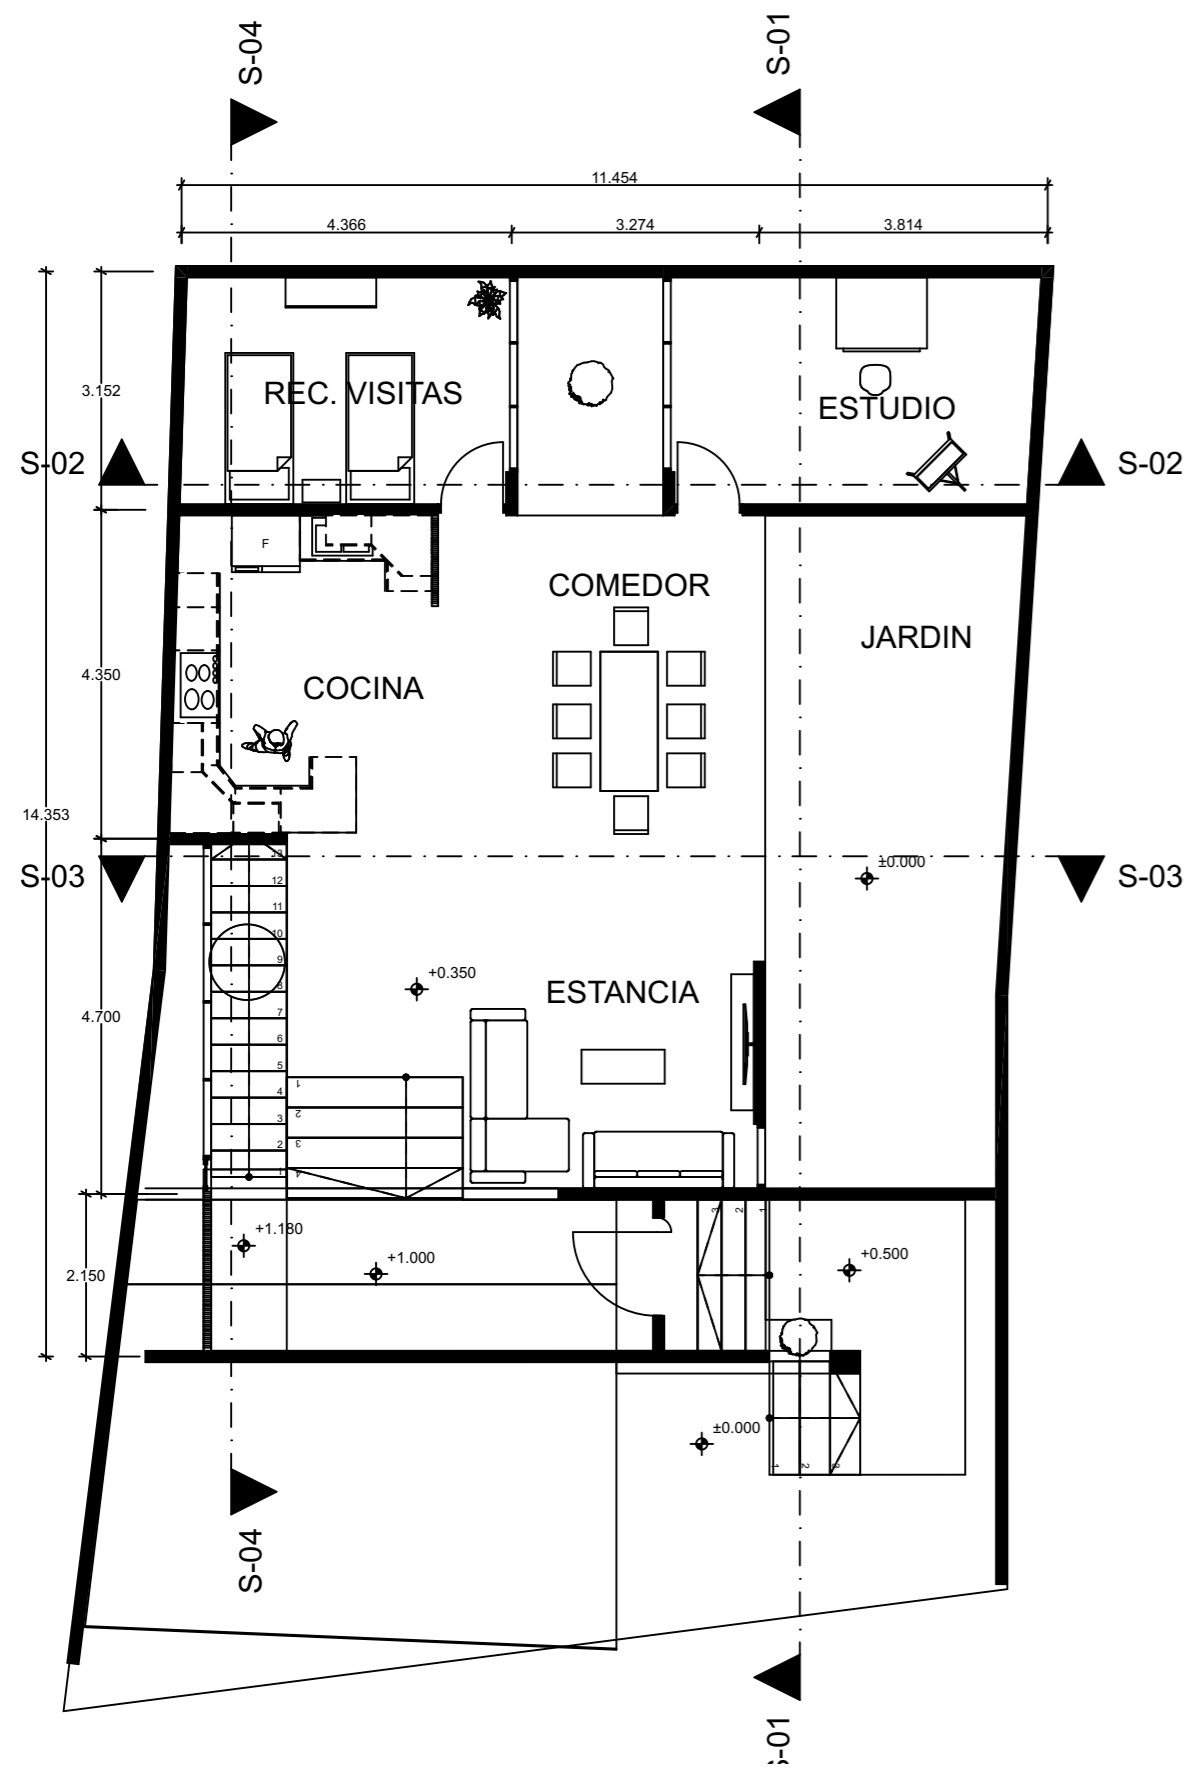 S-04
S-01
11.454
4.366
3.274
3.814
3.152
REC. VISITAS
ESTUDIO
S-02
S-02
F
COMEDOR
JARDIN
4.350
COCINA
14.353
13
S-03
±0.000
S-03
12
11
10
9
+0.350
ESTANCIA
8
4.700
7
6
5
4
1
3
2
2
3
1
4
3
2
1
+1.180
+1.000
+0.500
2.150
±0.000
1
2
3
S-04
S-01